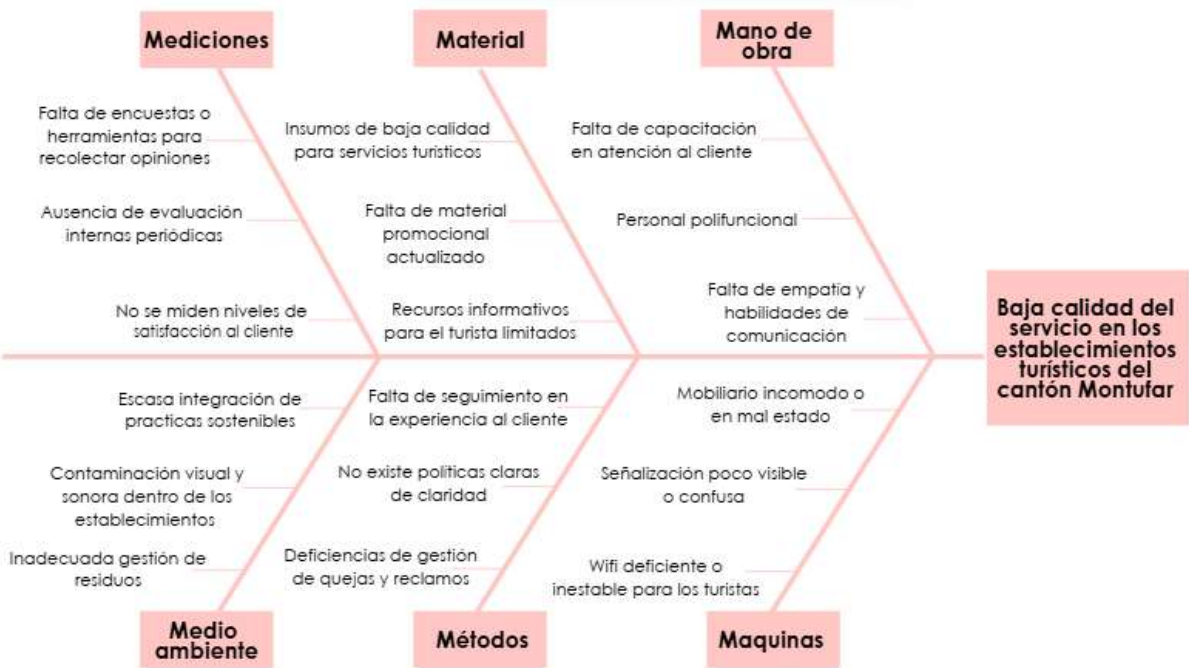 Mediciones
Material
Mano de
obra
Falta de encuestas o
herramientas para
recolectar opiniones
Ausencia de evaluación
internas periódicas
No se miden niveles de
satisfacción al cliente
Insumos de baja calidad
para servicios turísticos
Falta de material
promocional
actualizado
Recursos informativos
para el turista limitados
Falta de capacitación
en atención al cliente
Personal polifuncional
Falta de empatía y
habilidades de
comunicación
Baja calidad del
servicio en los
establecimientos
turísticos del
cantón Montufar
Escasa integración de
practicas sostenibles
Contaminación visual y
sonora dentro de los
establecimientos
Inadecuada gestión de
residuos
Falta de seguimiento en
la experiencia al cliente
No existe políticas claras
de claridad
Deficiencias de gestión
de quejas y reclamos
Mobiliario incomodo o
en mal estado
Señalización poco visible
o confusa
Wifi deficiente o
inestable para los turistas
Medio
ambiente
Métodos
Maquinas